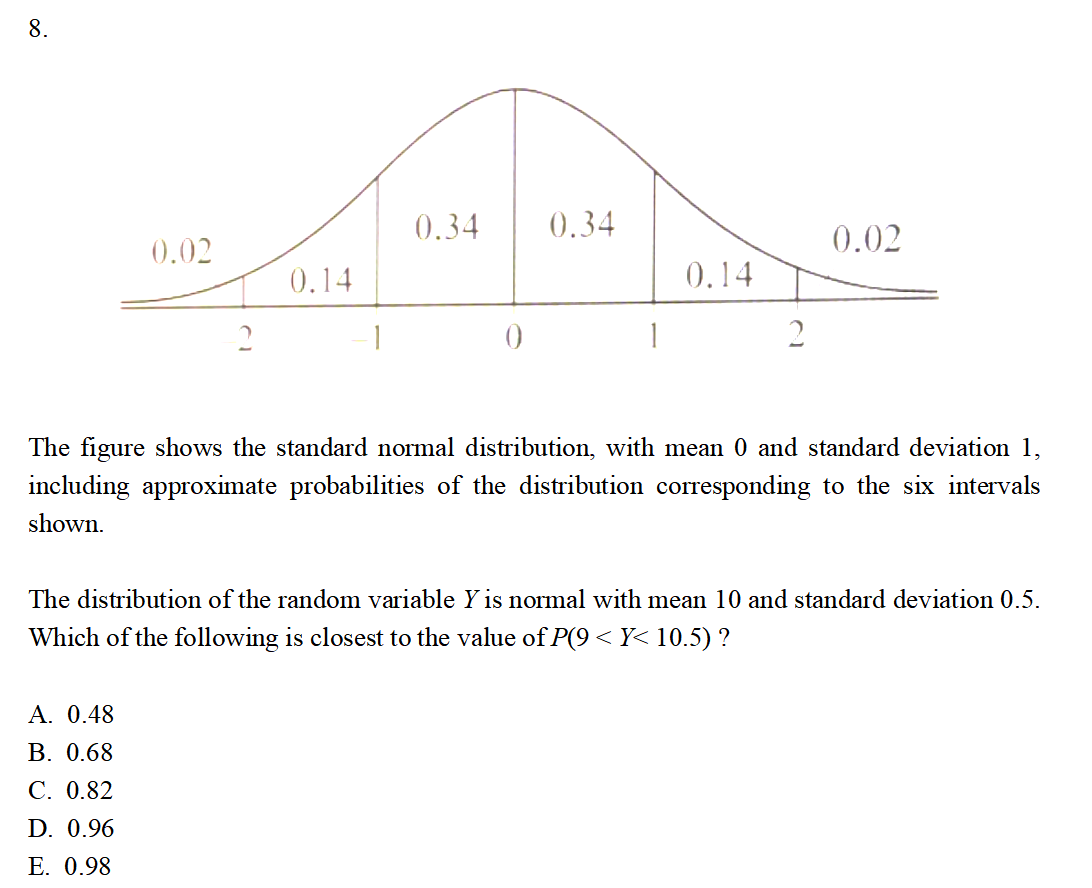 8.
0.02
0.14
0.34
0.34
0.14
0.02
2
-1
0
1
2
The figure shows the standard normal distribution, with mean 0 and standard deviation 1,
including approximate probabilities of the distribution corresponding to the six intervals
shown.
The distribution of the random variable Y is normal with mean 10 and standard deviation 0.5.
Which of the following is closest to the value of P(9 < Y< 10.5) ?
A. 0.48
B. 0.68
C. 0.82
D. 0.96
E. 0.98